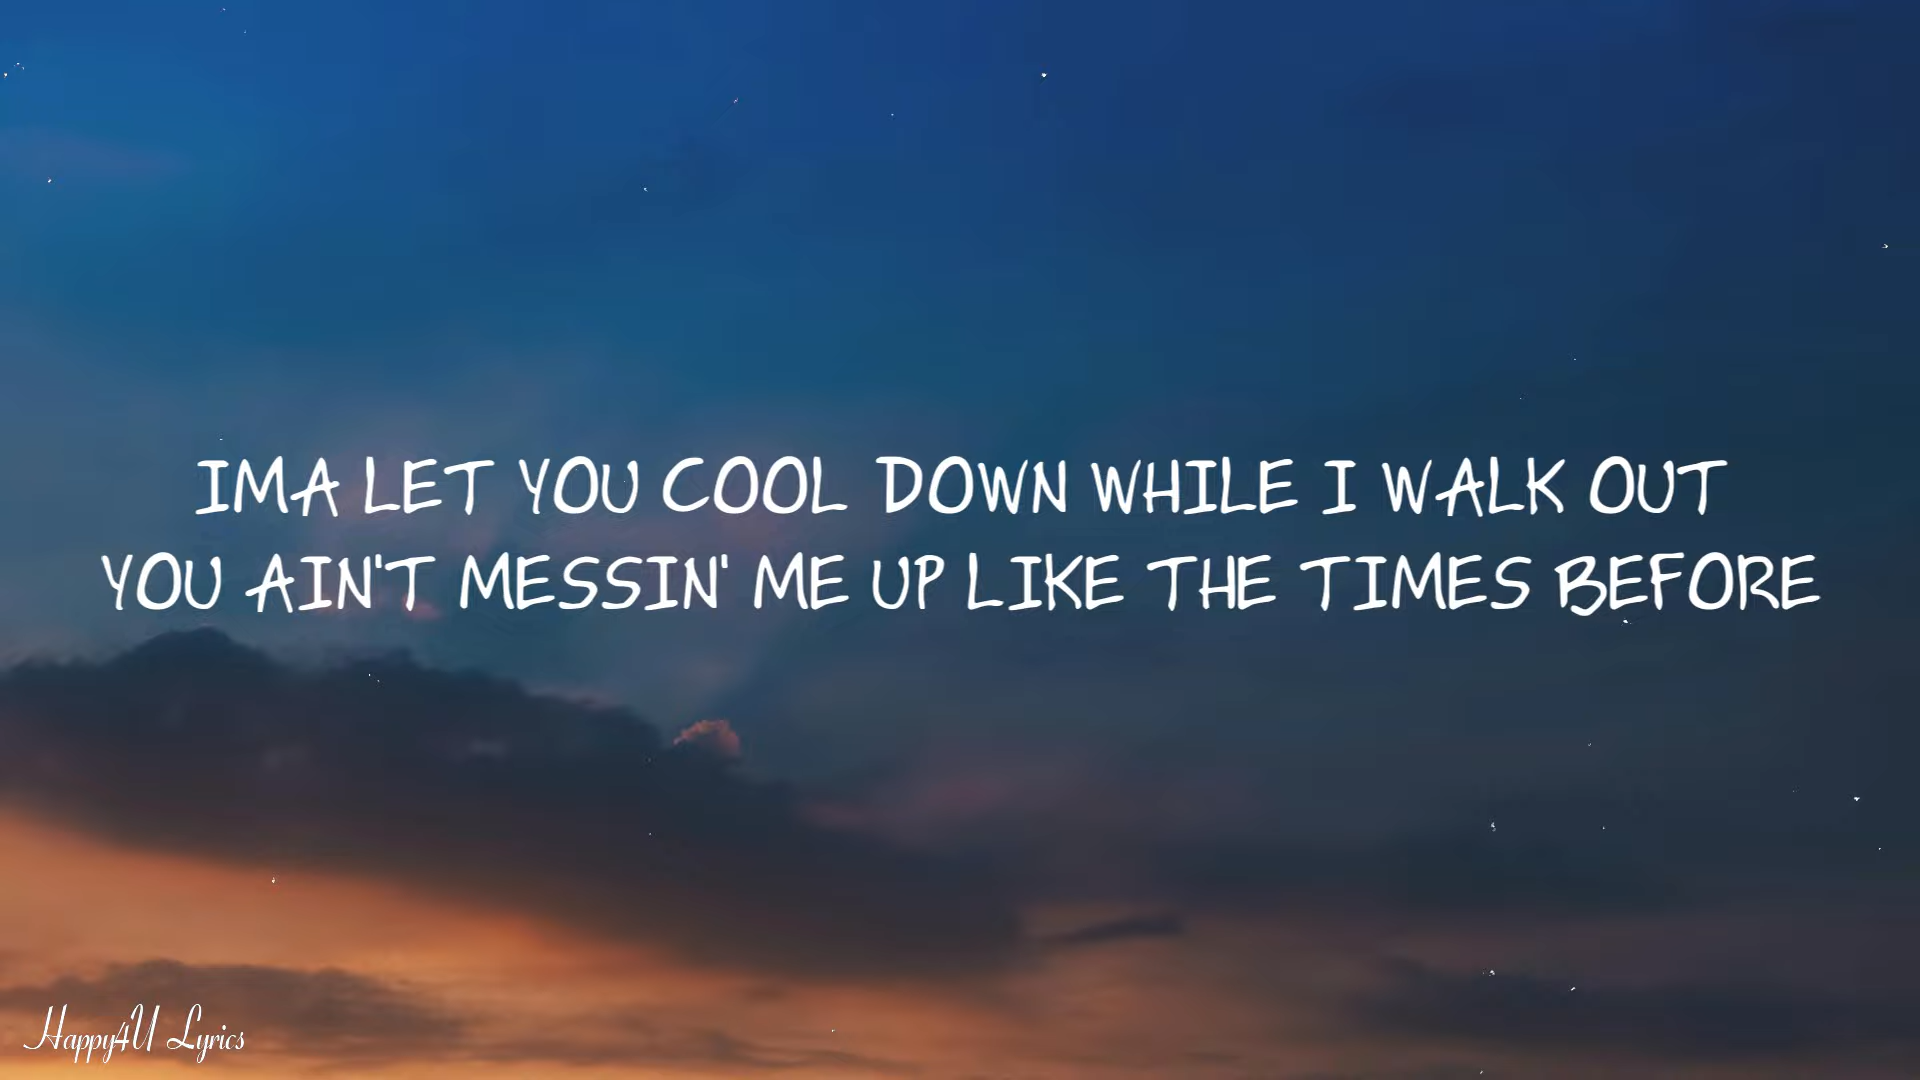 IMA LET YOU COOL DOWN WHILE I WALK OUT
YOU AIN'T MESSIN' ME UP LIKE THE TIMES BEFORE
Happy4U Lyrics